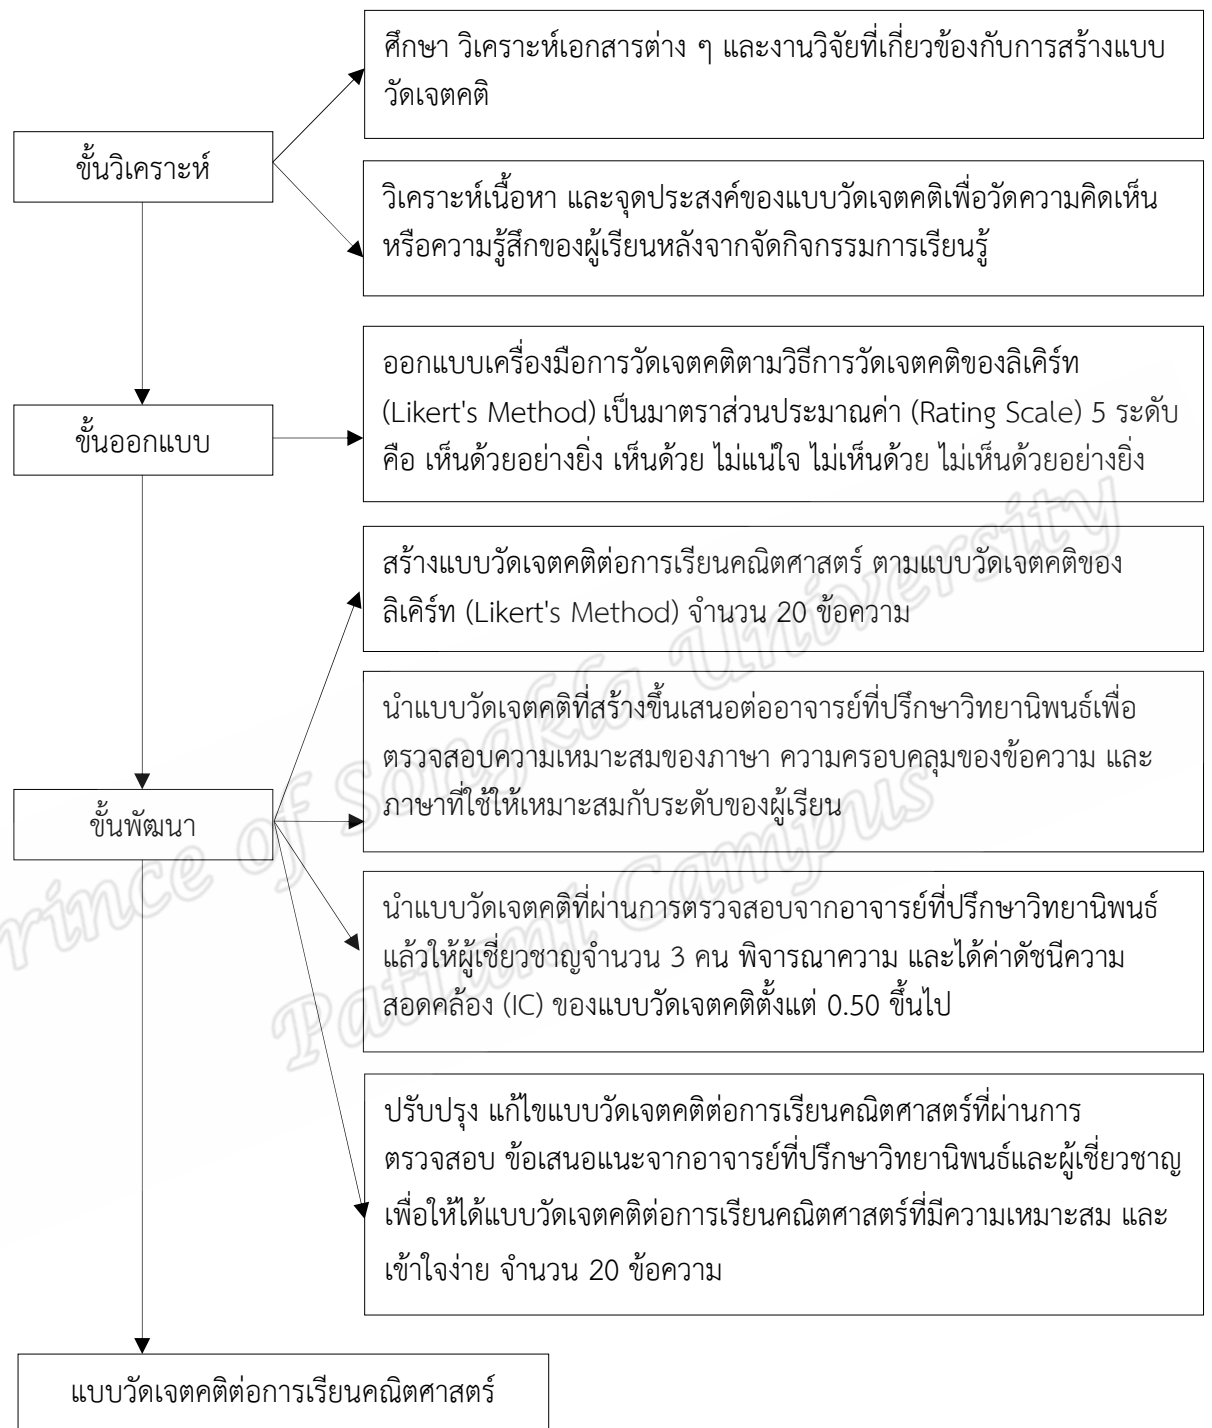 ศึกษา วิเคราะห์เอกสารต่าง ๆ และงานวิจัยที่เกี่ยวข้องกับการสร้างแบบ
วัดเจตคติ
ขั้นวิเคราะห์
วิเคราะห์เนื้อหา และจุดประสงค์ของแบบวัดเจตคติเพื่อวัดความคิดเห็น
หรือความรู้สึกของผู้เรียนหลังจากจัดกิจกรรมการเรียนรู้
ออกแบบเครื่องมือการวัดเจตคติตามวิธีการวัดเจตคติของลิเคิร์ท
(Likert's Method) เป็นมาตราส่วนประมาณค่า (Rating Scale) 5 ระดับ
คือ เห็นด้วยอย่างยิ่ง เห็นด้วย ไม่แน่ใจ ไม่เห็นด้วย ไม่เห็นด้วยอย่างยิ่ง
ขั้นออกแบบ
สร้างแบบวัดเจตคติต่อการเรียนคณิตศาสตร์ ตามแบบวัดเจตคติของ
ลิเคิร์ท (Likert's Method) จำนวน 20 ข้อความ
นำแบบวัดเจตคติที่สร้างขึ้นเสนอต่ออาจารย์ที่ปรึกษาวิทยานิพนธ์เพื่อ
ตรวจสอบความเหมาะสมของภาษา ความครอบคลุมของข้อความ และ
ภาษาที่ใช้ให้เหมาะสมกับระดับของผู้เรียน
ขั้นพัฒนา
นำแบบวัดเจตคติที่ผ่านการตรวจสอบจากอาจารย์ที่ปรึกษาวิทยานิพนธ์
แล้วให้ผู้เชี่ยวชาญจำนวน 3 คน พิจารณาความ และได้ค่าดัชนีความ
สอดคล้อง (IC) ของแบบวัดเจตคติตั้งแต่ 0.50 ขึ้นไป
ปรับปรุง แก้ไขแบบวัดเจตคติต่อการเรียนคณิตศาสตร์ที่ผ่านการ
ตรวจสอบ ข้อเสนอแนะจากอาจารย์ที่ปรึกษาวิทยานิพนธ์และผู้เชี่ยวชาญ
เพื่อให้ได้แบบวัดเจตคติต่อการเรียนคณิตศาสตร์ที่มีความเหมาะสม และ
เข้าใจง่าย จำนวน 20 ข้อความ
แบบวัดเจตคติต่อการเรียนคณิตศาสตร์
rince of Songkla University
Pattani Campus